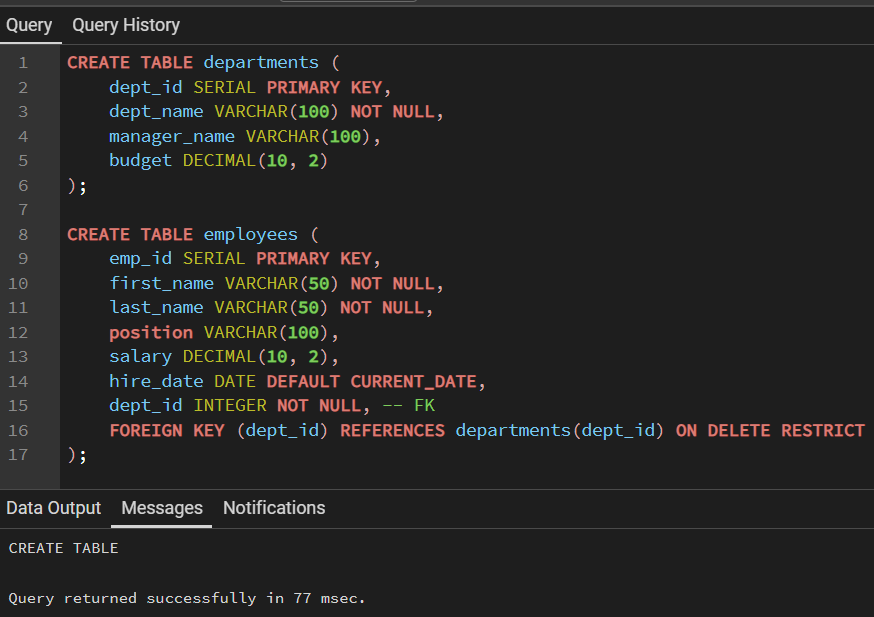 Query Query History
1 CREATE TABLE departments (
2     dept_id SERIAL PRIMARY KEY,
3     dept_name VARCHAR(100) NOT NULL,
4     manager_name VARCHAR(100),
5     budget DECIMAL(10, 2)
6 );
7
8 CREATE TABLE employees (
9     emp_id SERIAL PRIMARY KEY,
10     first_name VARCHAR(50) NOT NULL,
11     last_name VARCHAR(50) NOT NULL,
12     position VARCHAR(100),
13     salary DECIMAL(10, 2),
14     hire_date DATE DEFAULT CURRENT_DATE,
15     dept_id INTEGER NOT NULL, -- FK
16     FOREIGN KEY (dept_id) REFERENCES departments(dept_id) ON DELETE RESTRICT
17 );
Data Output Messages Notifications
CREATE TABLE
Query returned successfully in 77 msec.